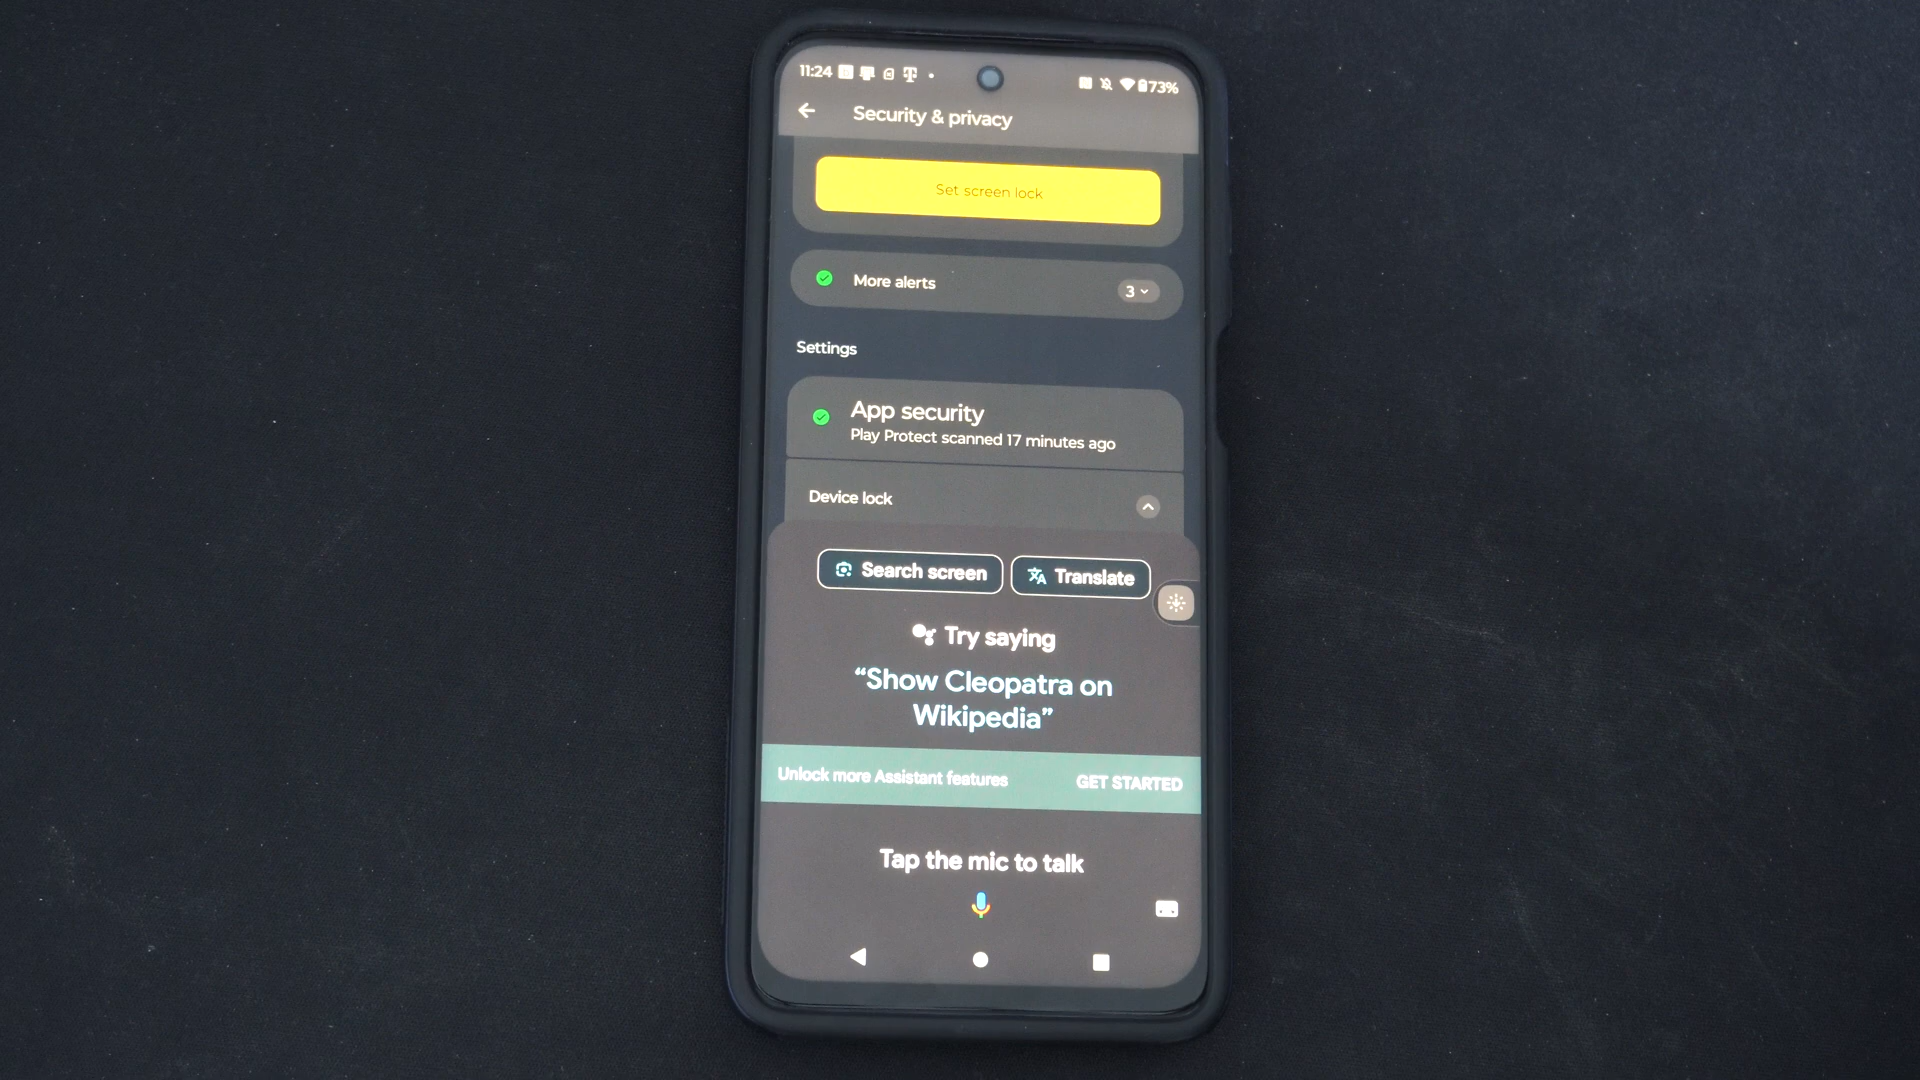 11:24
73%
Security & privacy
Set screen lock
More alerts
3
Settings
App security
Play Protect scanned 17 minutes ago
Device lock
Search screen
Translate
Try saying
“Show Cleopatra on
Wikipedia”
Unlock more Assistant features
GET STARTED
Tap the mic to talk